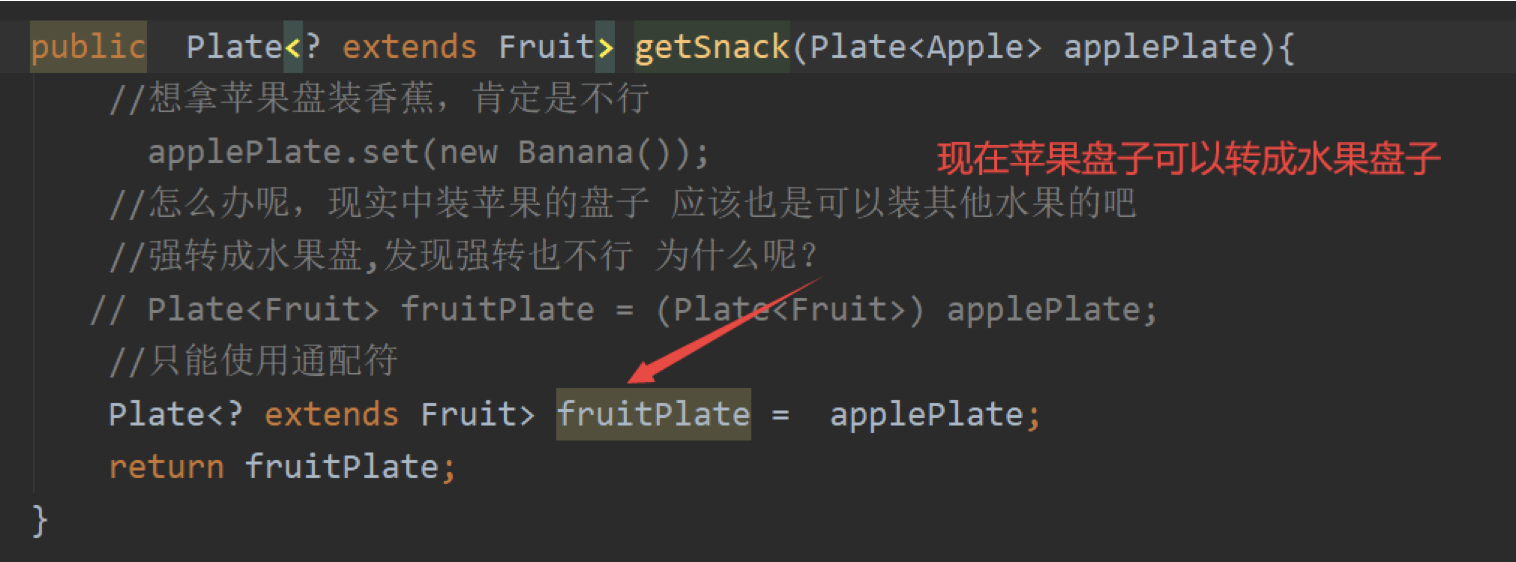 public  Plate<? extends Fruit> getSnack(Plate<Apple> applePlate){
//想拿苹果盘装香蕉，肯定是不行
applePlate.set(new Banana());
现在苹果盘子可以转成水果盘子
//怎么办呢，现实中装苹果的盘子 应该也是可以装其他水果的吧
//强转成水果盘,发现强转也不行 为什么呢?
// Plate<Fruit> fruitPlate = (Plate<Fruit>) applePlate;
//只能使用通配符
Plate<? extends Fruit> fruitPlate =  applePlate;
return fruitPlate;
}